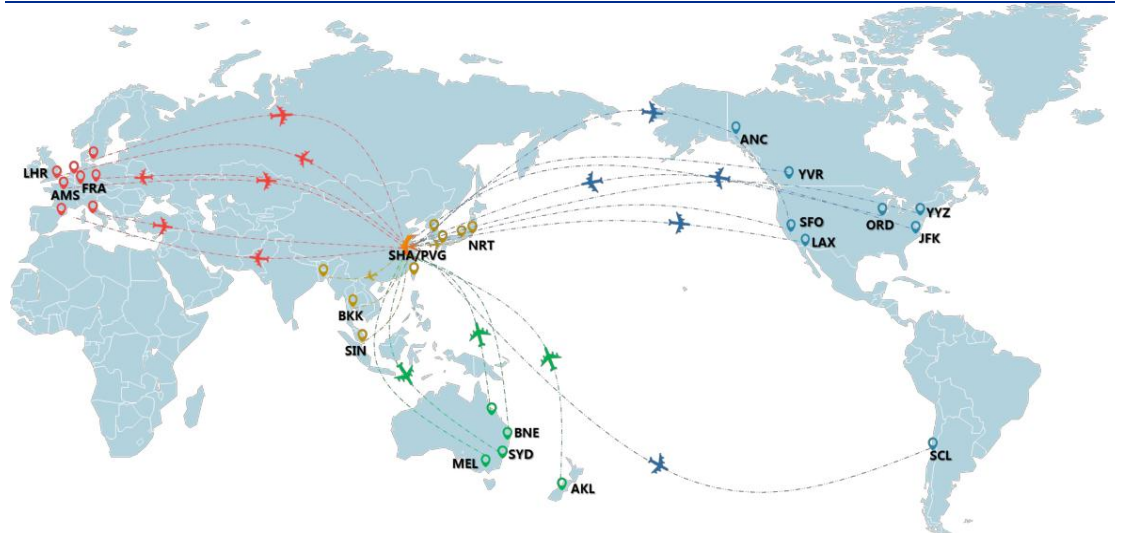 ANC
LHR
FRA
YVR
AMS
YYZ
SFO
ORD
JFK
NRT
LAX
SHA/PVG
BKK
SIN
BNE
SYD
MEL
SCL
AKL